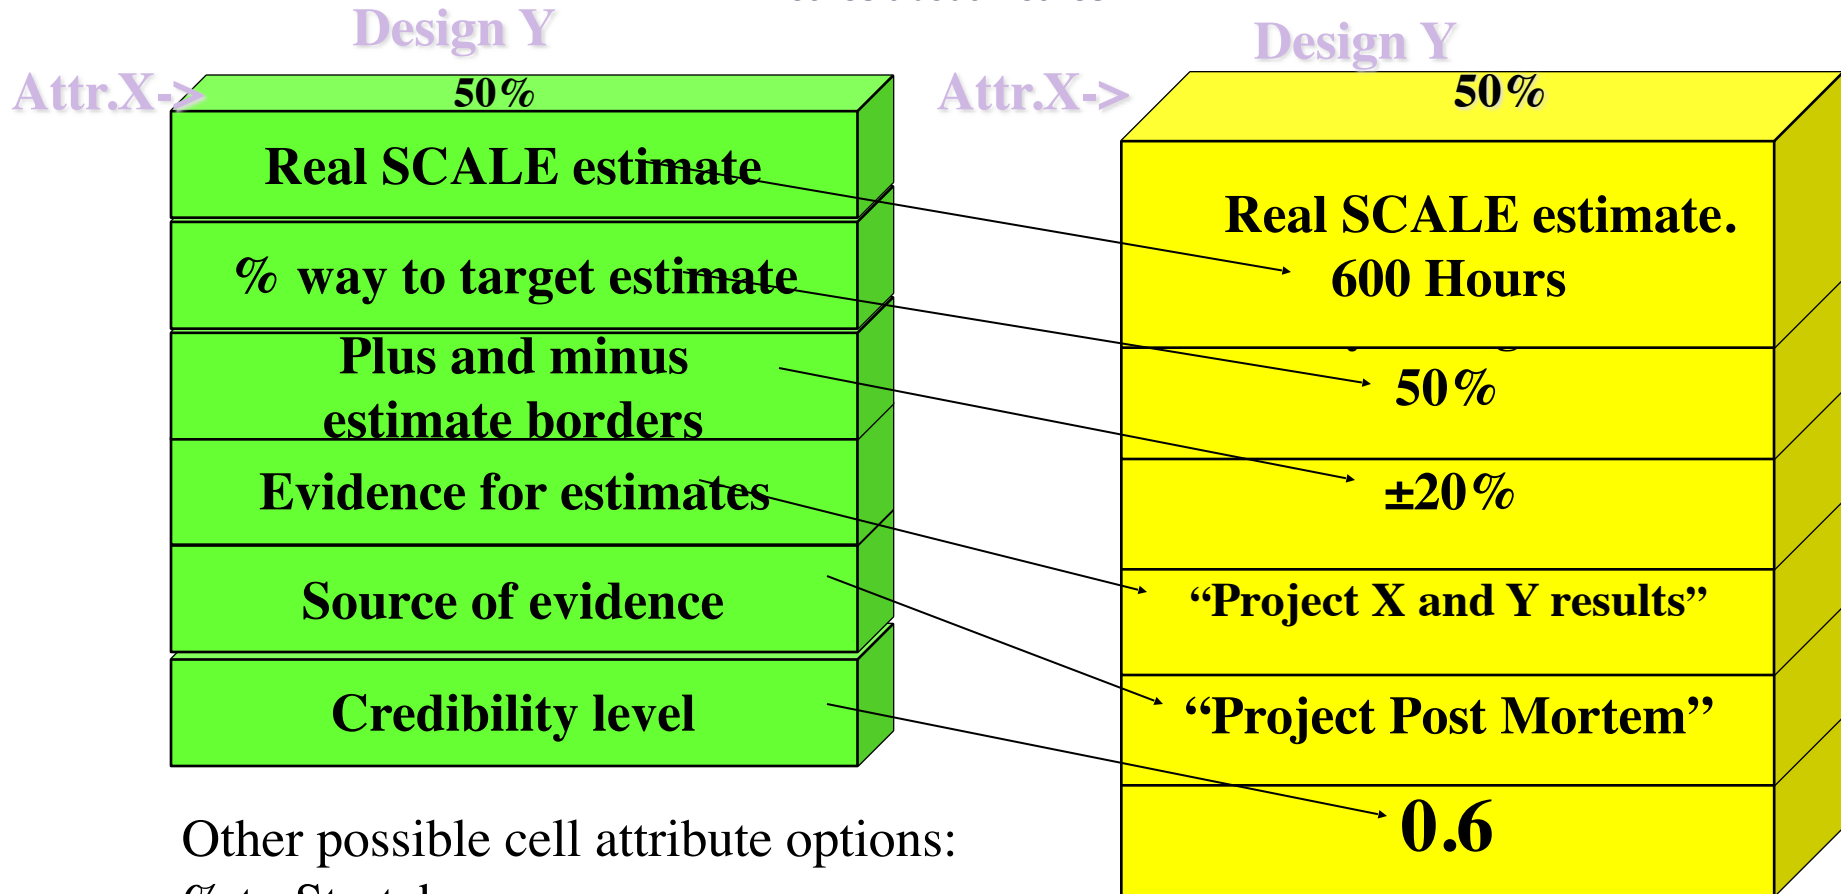 Design Y
Attr.X->
50%
Real SCALE estimate
% way to target estimate
Plus and minus
estimate borders
Evidence for estimates
Source of evidence
Credibility level
Other possible cell attribute options:
Design Y
Attr.X->
50%
Real SCALE estimate.
600 Hours
50%
±20%
“Project X and Y results”
“Project Post Mortem”
0.6